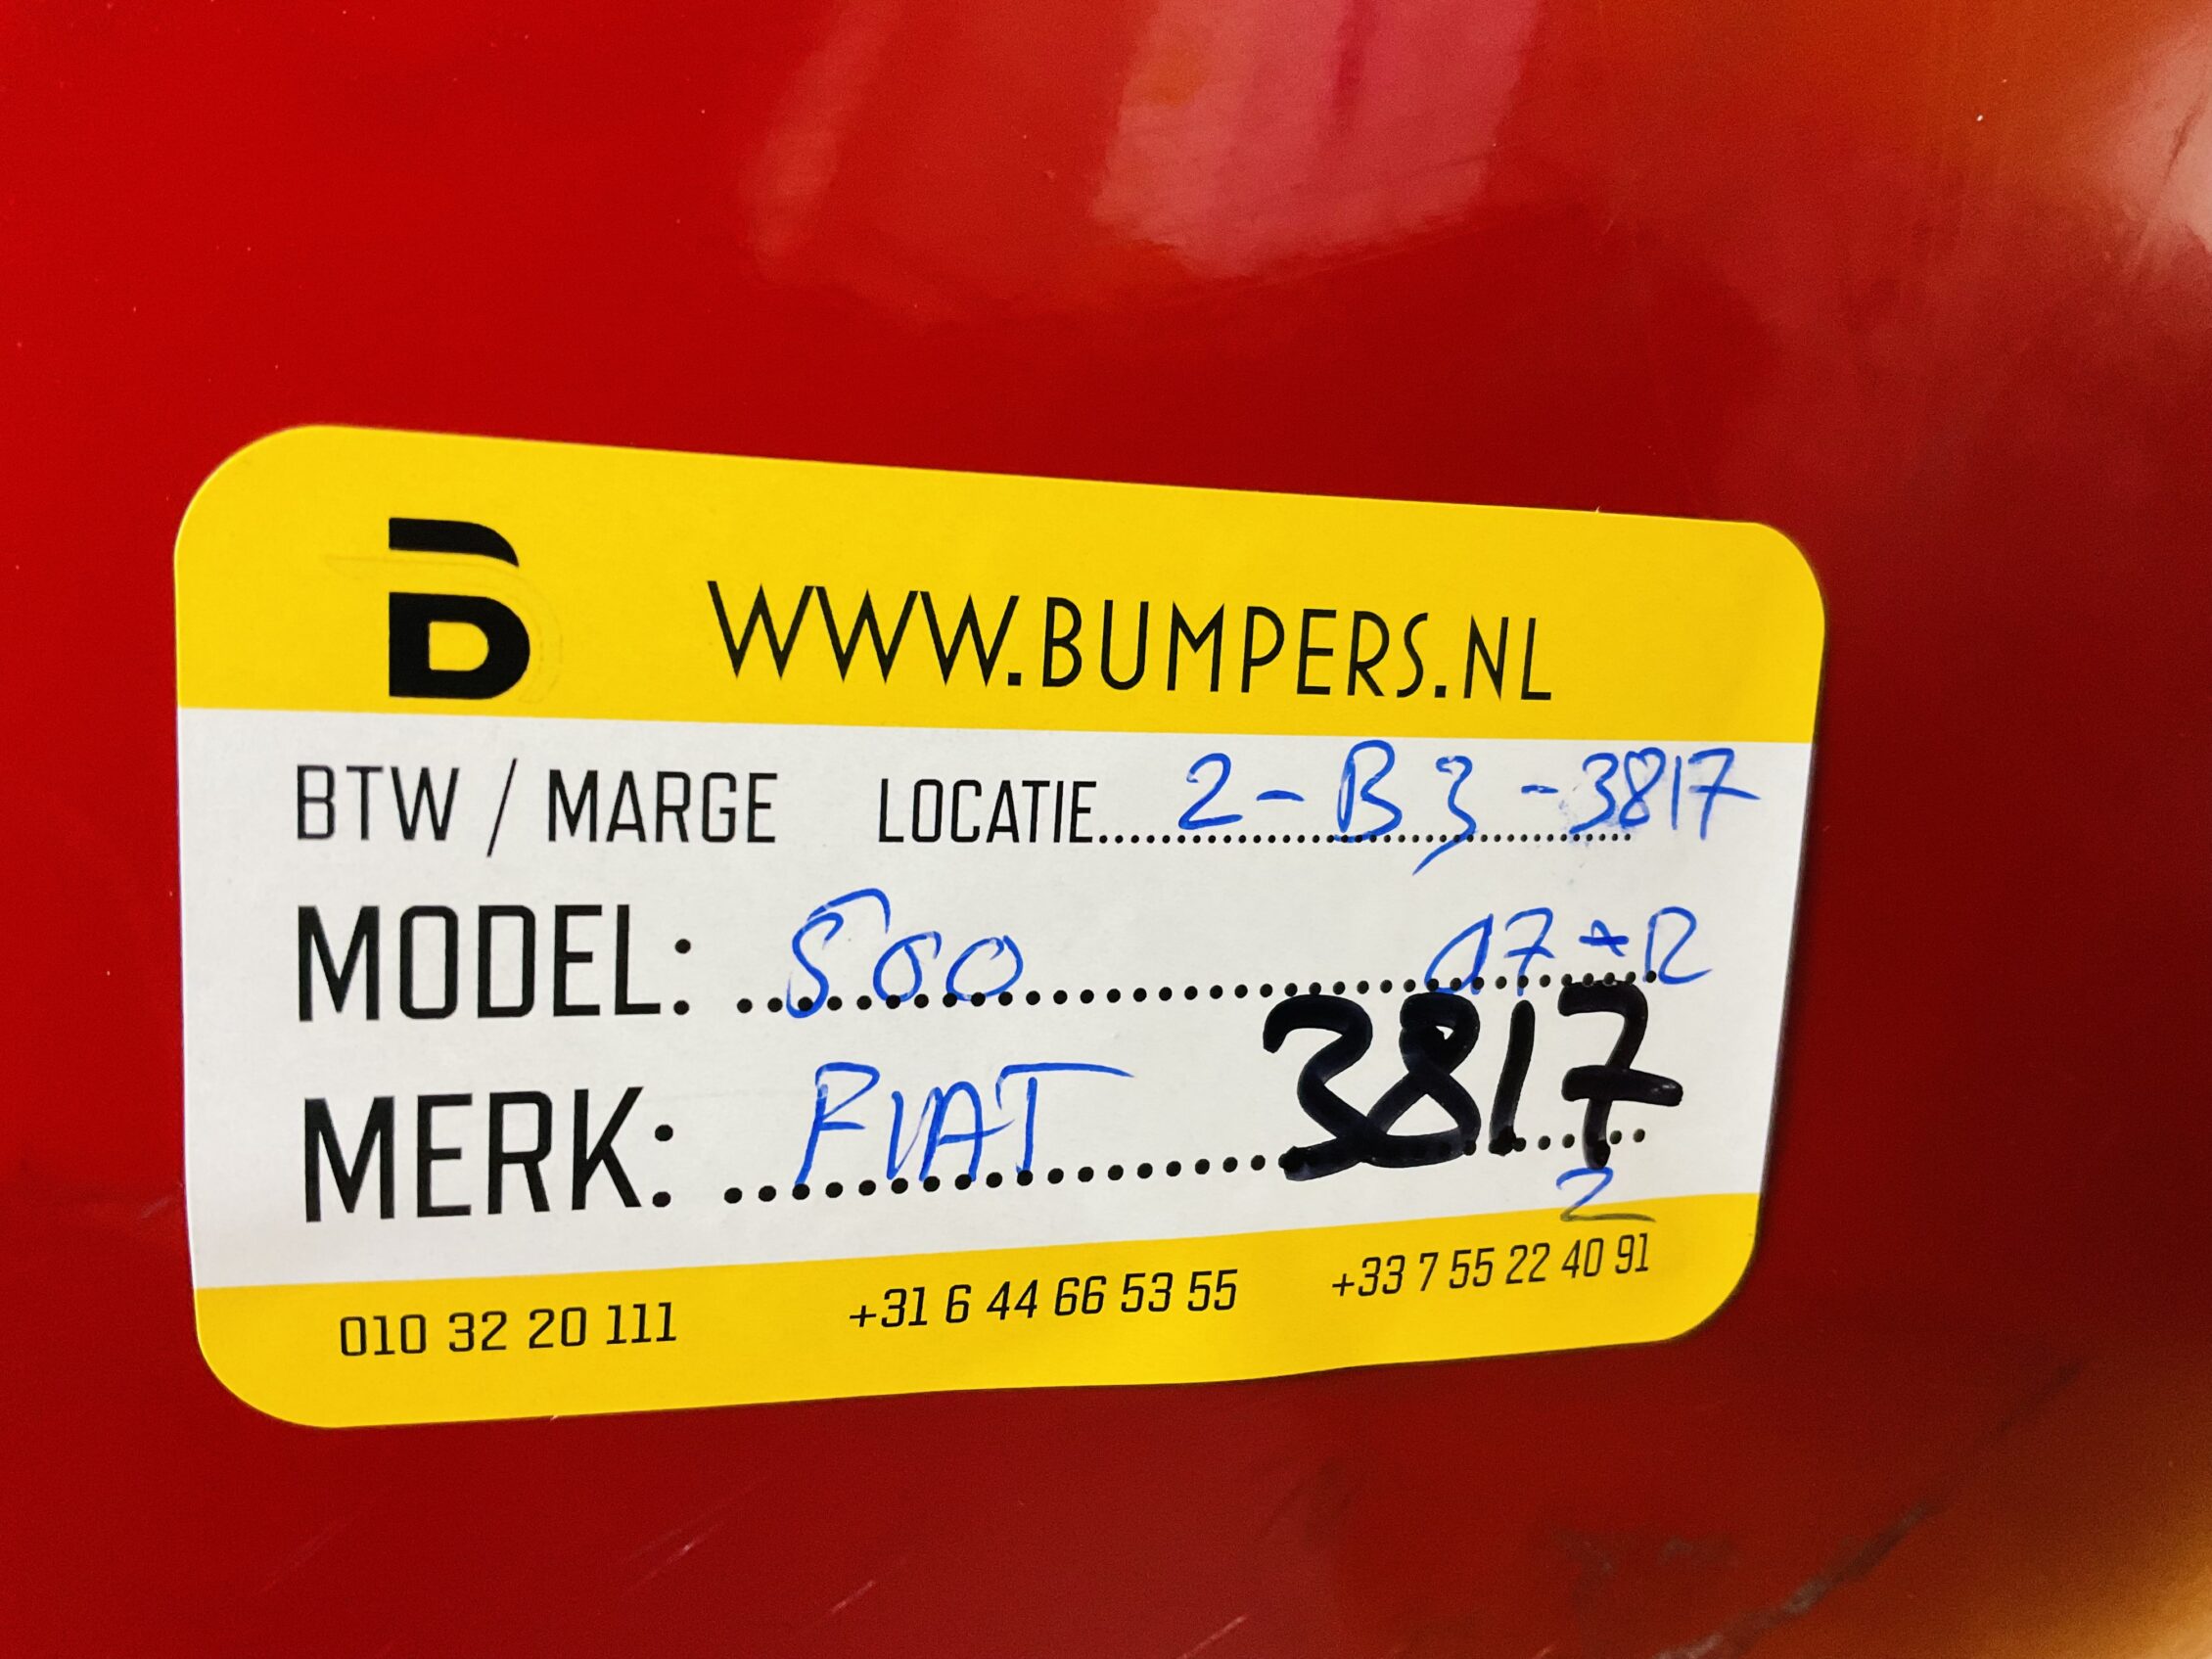 B WWW.BUMPERS.NL
BTW / MARGE LOCATIE 2-B3-3817
MODEL: 500
MERK: FIAT 3817
2
010 32 20 111 +31 6 44 66 53 55 +33 7 55 22 40 91